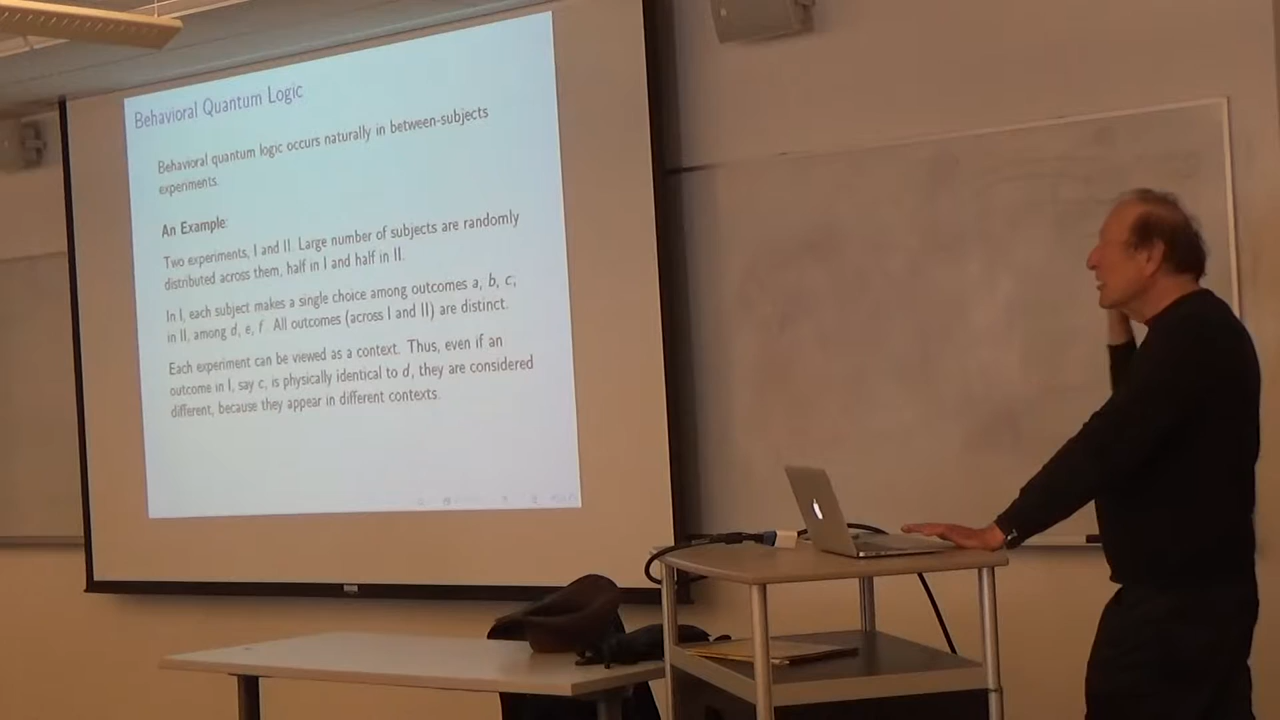 Behavioral Quantum Logic
Behavioral quantum logic occurs naturally in between-subjects
experiments.
An Example:
Two experiments, I and II. Large number of subjects are randomly
distributed across them, half in I and half in II.
In I, each subject makes a single choice among outcomes a, b, c;
in II, among d, e, f. All outcomes (across I and II) are distinct.
Each experiment can be viewed as a context. Thus, even if an
outcome in I, say c, is physically identical to d, they are considered
different, because they appear in different contexts.